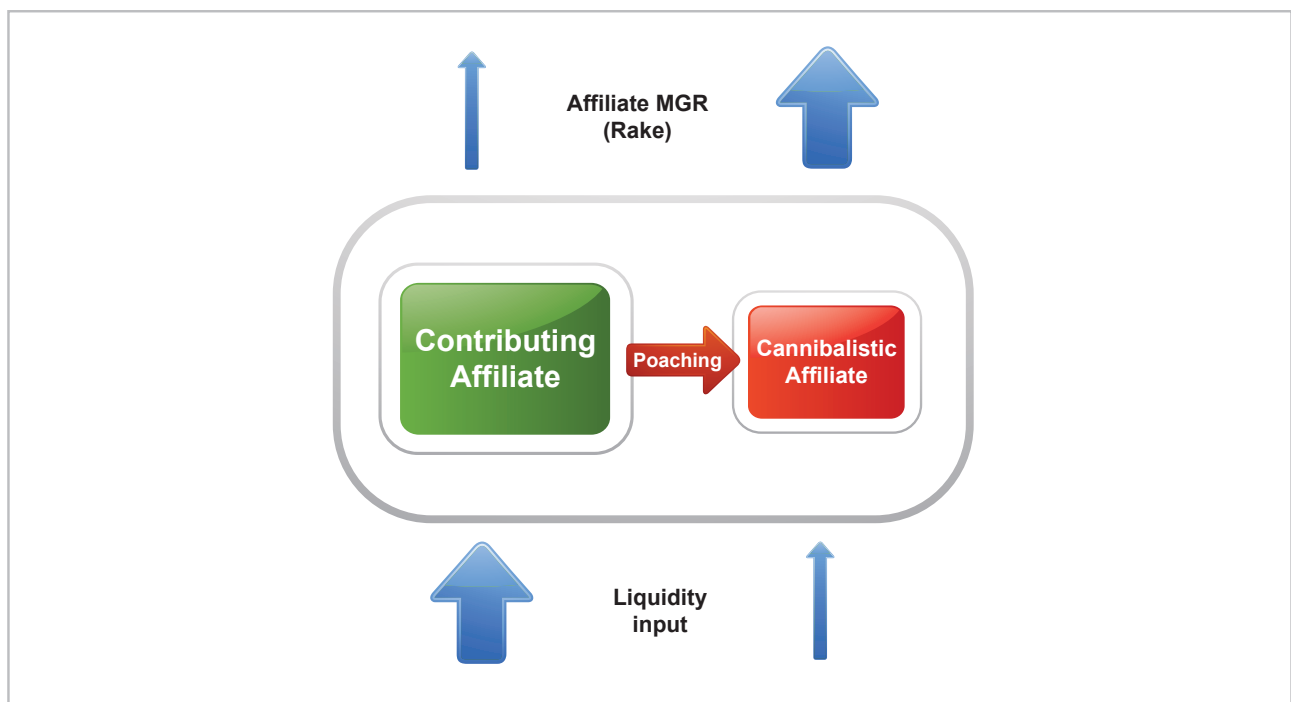 Affiliate MGR
(Rake)
Contributing
Affiliate
Poaching
Cannibalistic
Affiliate
Liquidity
input